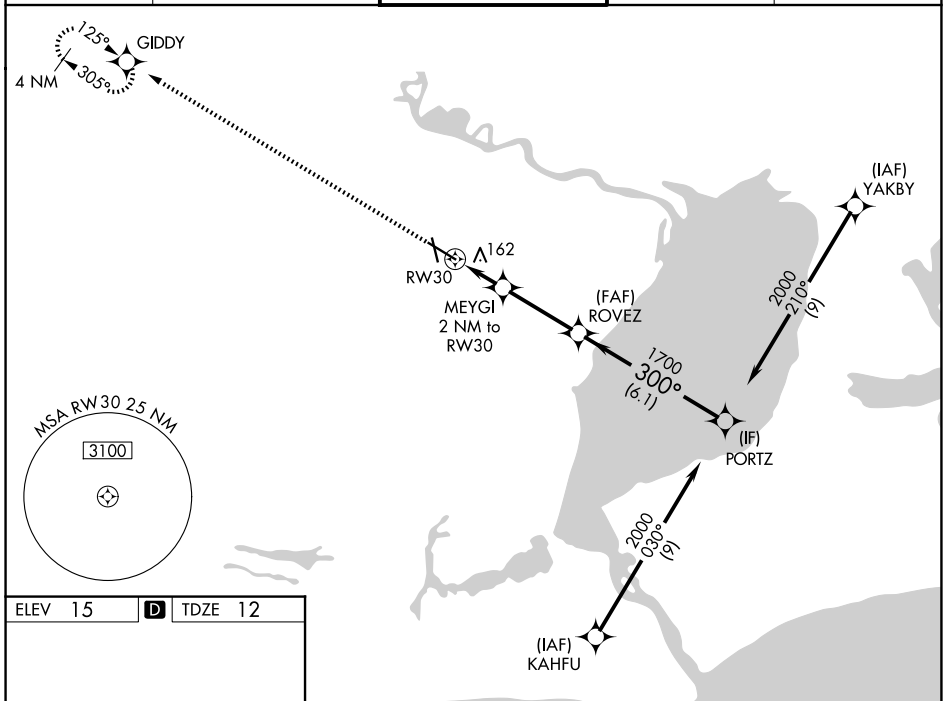 125°
GIDDY
4 NM
305°
(IAF)
YAKBY
162
RW30
MEYGI
2 NM to
RW30
(FAF)
ROVEZ
2000
210°
(9)
1700
300°
(6.1)
(IF)
PORTZ
MSA RW30 25 NM
3100
2000
030°
(9)
ELEV 15 D TDZE 12
(IAF)
KAHFU